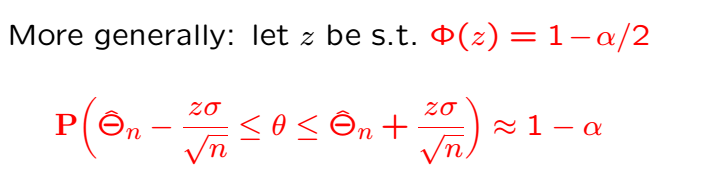 More generally: let z be s.t. Φ(z) = 1 − α/2
P(Θ̂ₙ − zσ/√n ≤ θ ≤ Θ̂ₙ + zσ/√n) ≈ 1 − α